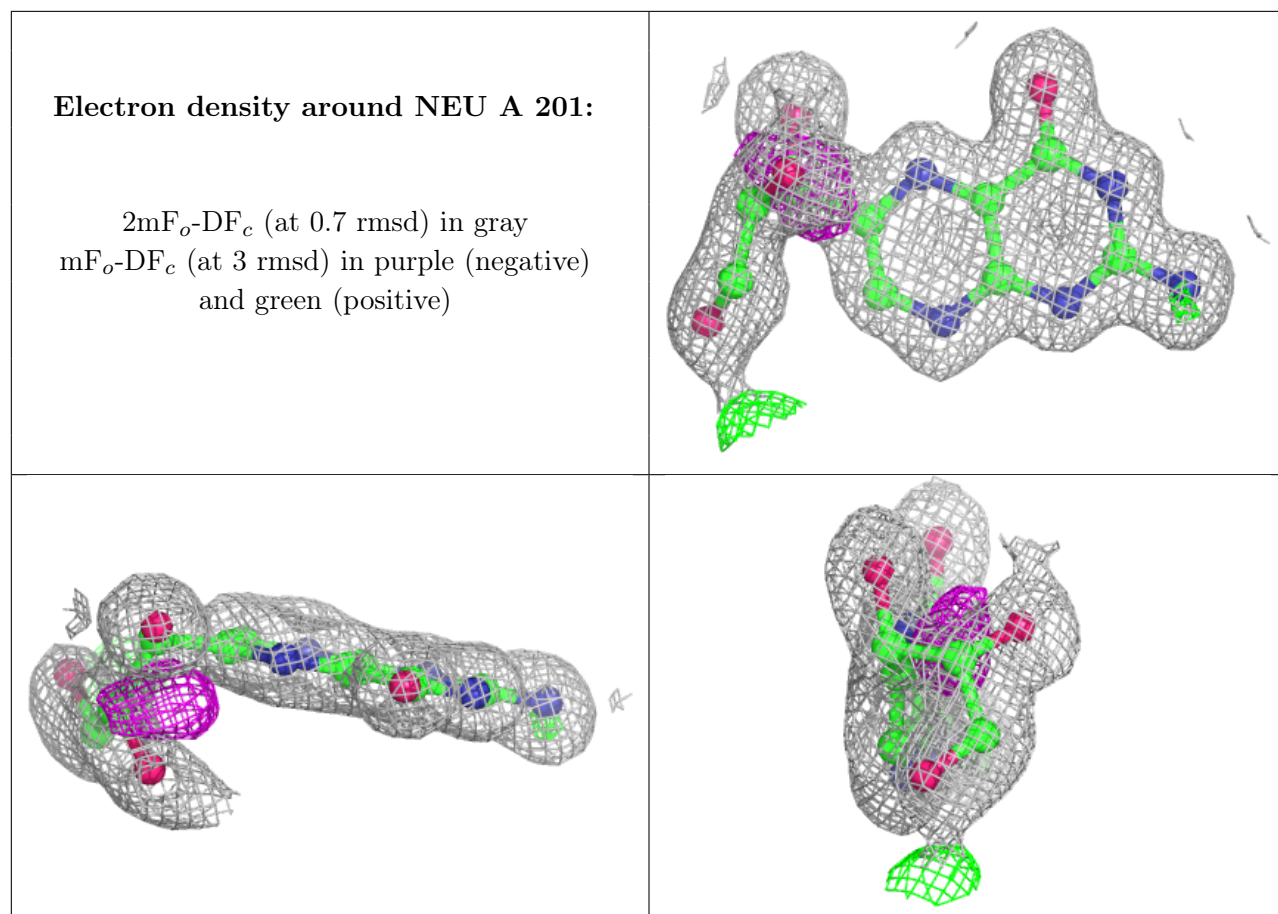 Electron density around NEU A 201:
2mFo-DFc (at 0.7 rmsd) in gray
mFo-DFc (at 3 rmsd) in purple (negative)
and green (positive)